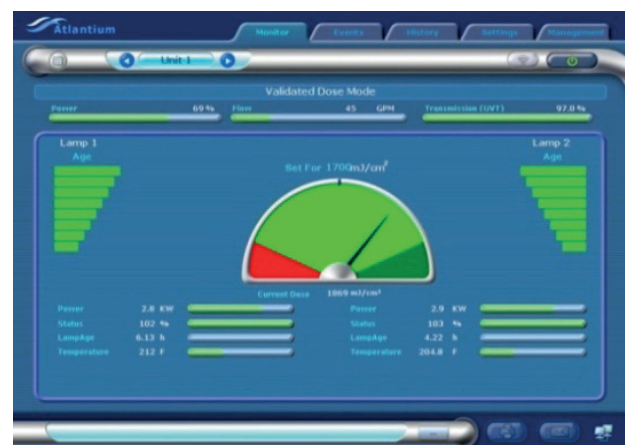 Atlantium
Monitor Events History Settings Management
Unit 1
Validated Dose Mode
Power 69 % Flow 45 GPM Transmission (UVT) 97.0 %
Lamp 1 Lamp 2
Age Age
Set For 1700mJ/cm²
Current Dose 1869 mJ/cm²
Power 2.8 KW Power 2.9 KW
Status 102 % Status 103 %
LampAge 6.13 h LampAge 4.22 h
Temperature 212 F Temperature 204.8 F